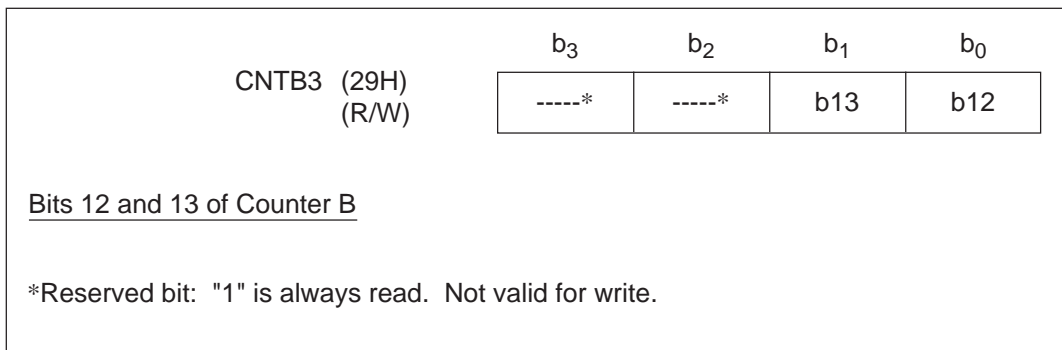 b3 b2 b1 b0
CNTB3 (29H)
(R/W)
-----* -----* b13 b12
Bits 12 and 13 of Counter B
*Reserved bit: "1" is always read. Not valid for write.